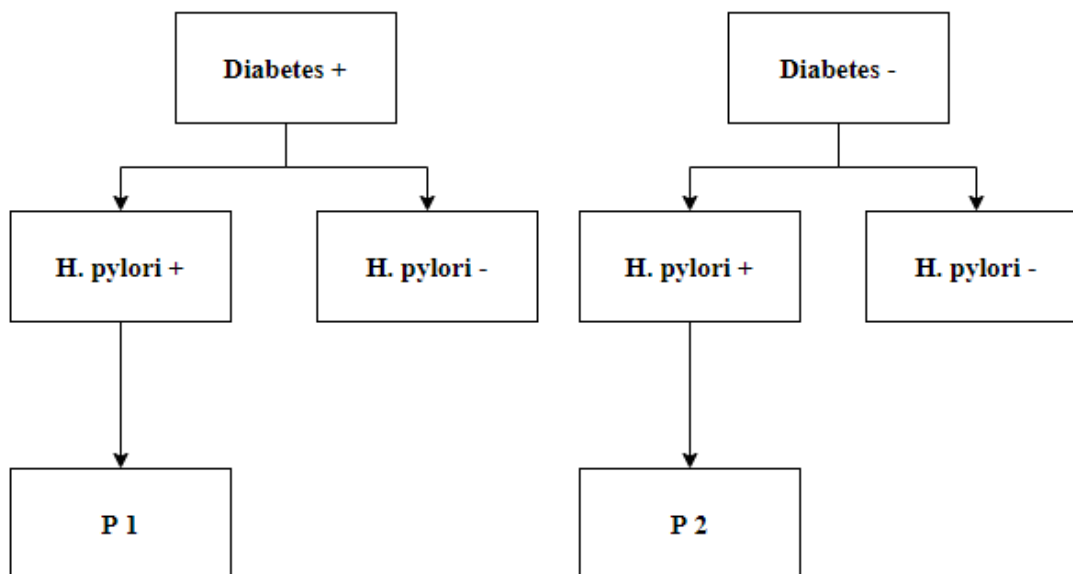 Diabetes +
Diabetes -
H. pylori +
H. pylori -
H. pylori +
H. pylori -
P 1
P 2